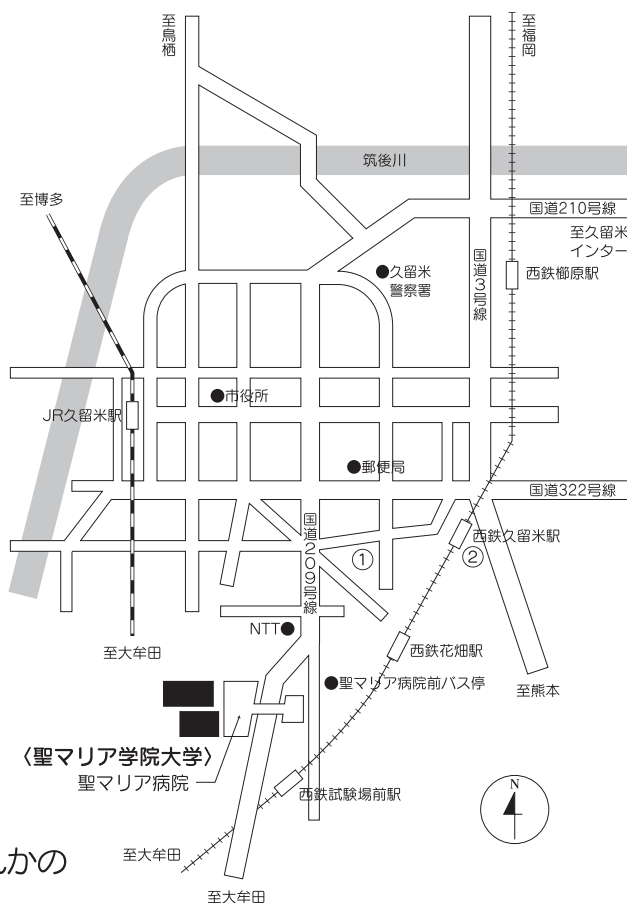 至鳥栖
至福岡
筑後川
至博多
国道210号線
至久留米
インター
国道3号線
西鉄櫛原駅
久留米
警察署
市役所
JR久留米駅
郵便局
国道322号線
国道209号線
西鉄久留米駅
①
②
NTT
至大牟田
西鉄花畑駅
聖マリア病院前バス停
至熊本
〈聖マリア学院大学〉
聖マリア病院
西鉄試験場前駅
N
かの
至大牟田
至大牟田